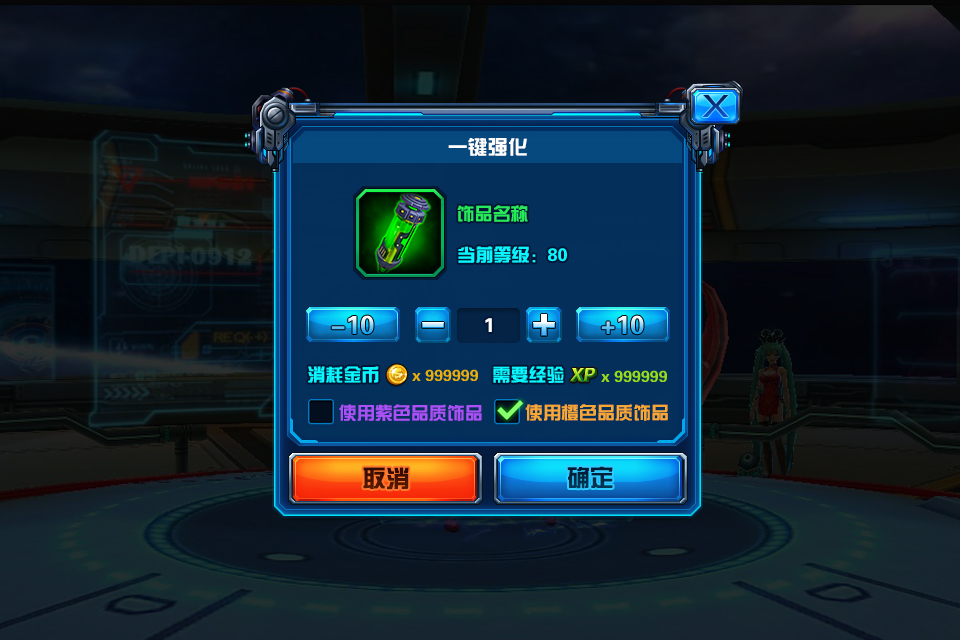 一键强化
饰品名称
当前等级：80
-10 1 +10
消耗金币 x 999999 需要经验 XP x 999999
使用紫色品质饰品 使用橙色品质饰品
取消 确定
DEPT-0912